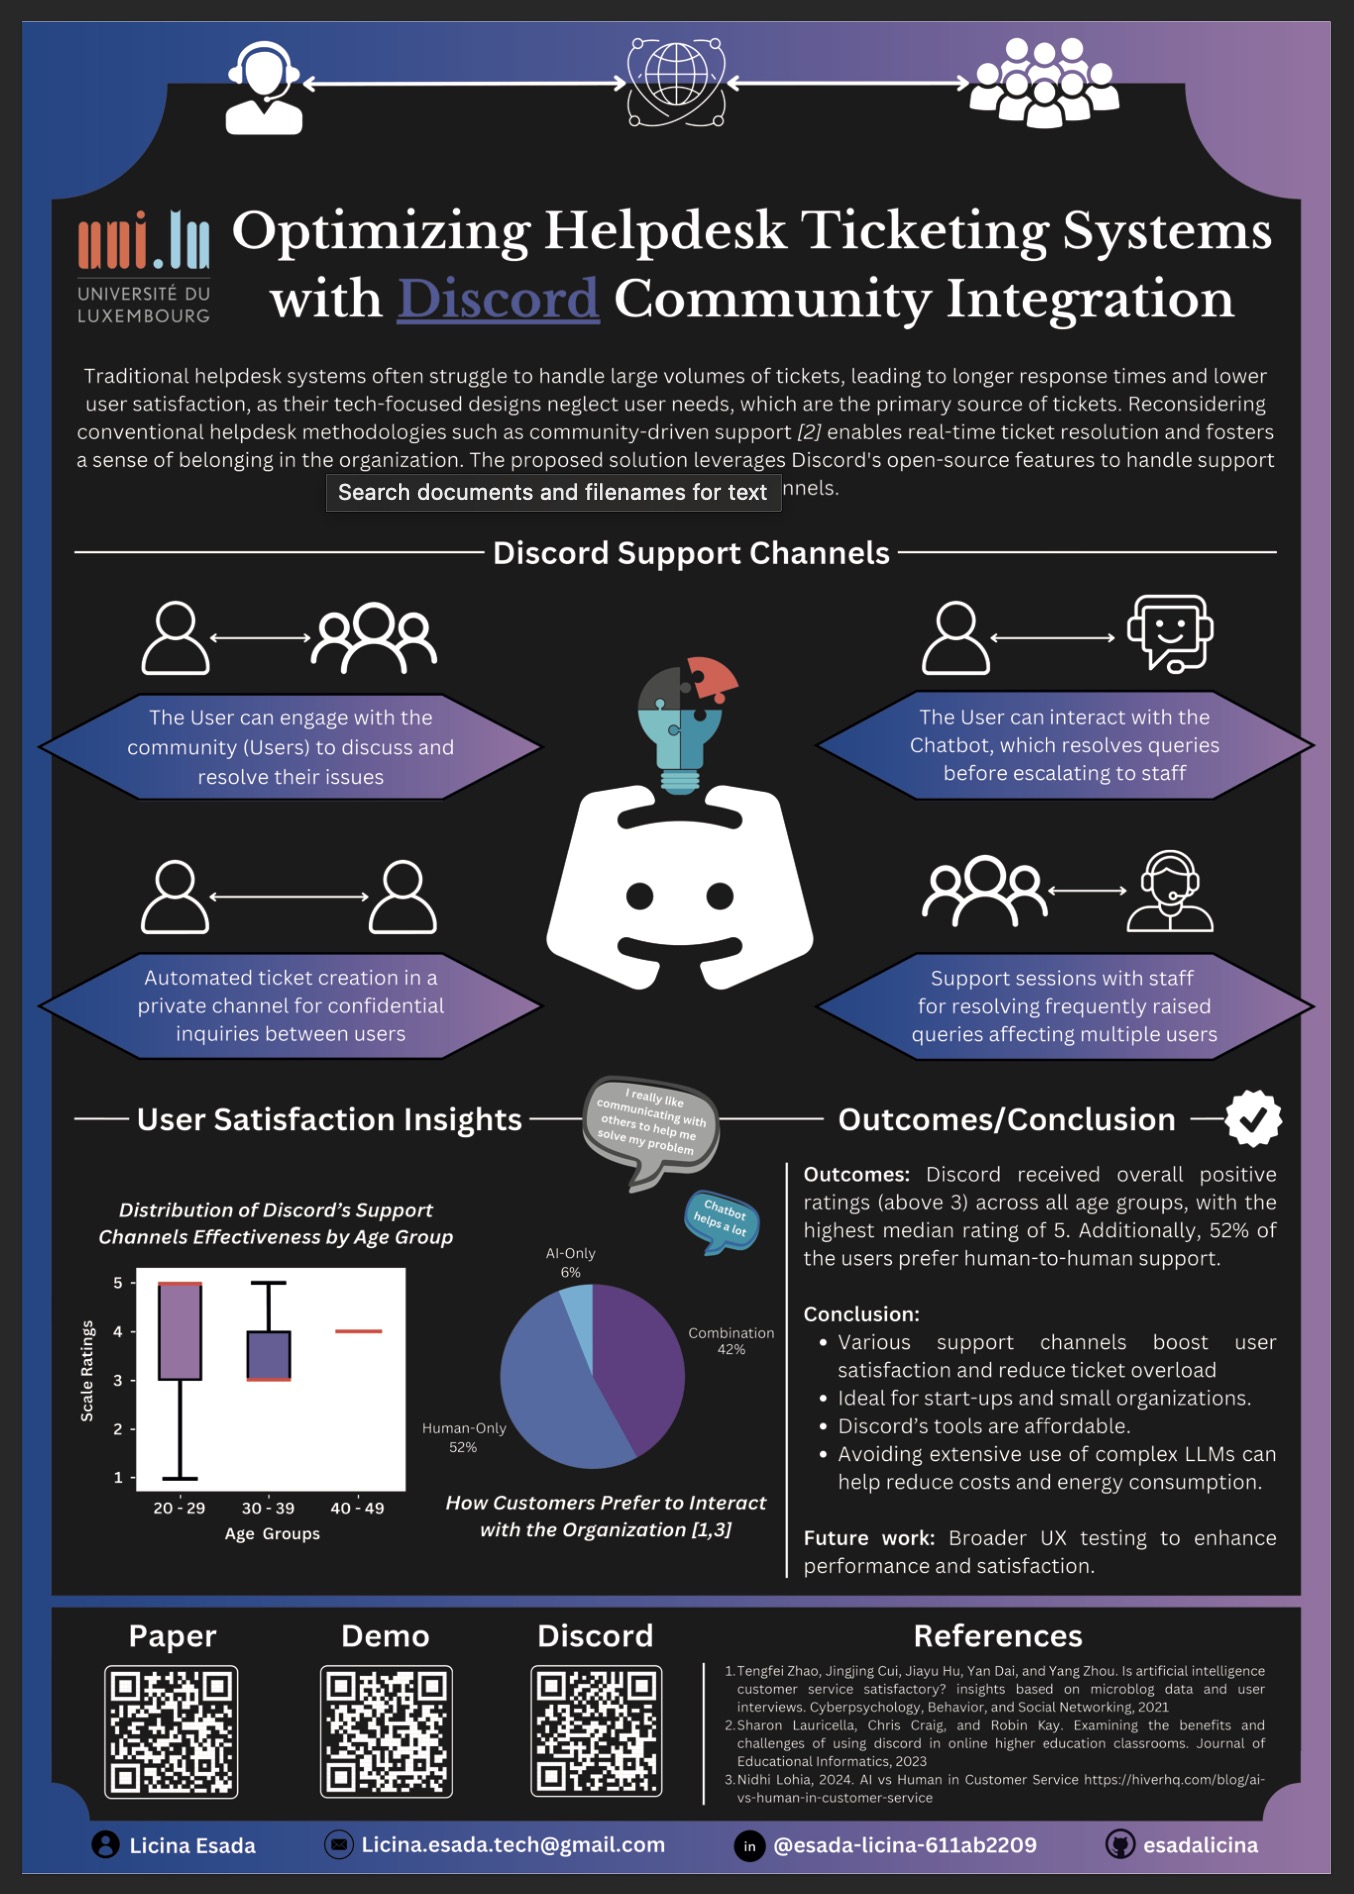 uni.lu
UNIVERSITÉ DU
LUXEMBOURG
Optimizing Helpdesk Ticketing Systems
with Discord Community Integration
Traditional helpdesk systems often struggle to handle large volumes of tickets, leading to longer response times and lower
user satisfaction, as their tech-focused designs neglect user needs, which are the primary source of tickets. Reconsidering
conventional helpdesk methodologies such as community-driven support [2] enables real-time ticket resolution and fosters
a sense of belonging in the organization. The proposed solution leverages Discord's open-source features to handle support
Search documents and filenames for text
nnels.
Discord Support Channels
The User can engage with the
community (Users) to discuss and
resolve their issues
The User can interact with the
Chatbot, which resolves queries
before escalating to staff
Automated ticket creation in a
private channel for confidential
inquiries between users
Support sessions with staff
for resolving frequently raised
queries affecting multiple users
User Satisfaction Insights
I really like
communicating with
others to help me
solve my problem
Chatbot
helps a lot
Distribution of Discord's Support
Channels Effectiveness by Age Group
Scale Ratings
5
4
3
2
1
20 - 29
30 - 39
40 - 49
Age Groups
AI-Only
6%
Combination
42%
Human-Only
52%
How Customers Prefer to Interact
with the Organization [1,3]
Outcomes/Conclusion
Outcomes: Discord received overall positive
ratings (above 3) across all age groups, with the
highest median rating of 5. Additionally, 52% of
the users prefer human-to-human support.
Conclusion:
• Various support channels boost user
satisfaction and reduce ticket overload
• Ideal for start-ups and small organizations.
• Discord's tools are affordable.
• Avoiding extensive use of complex LLMs can
help reduce costs and energy consumption.
Future work: Broader UX testing to enhance
performance and satisfaction.
Paper
Demo
Discord
References
1. Tengfei Zhao, Jingjing Cui, Jiayu Hu, Yan Dai, and Yang Zhou. Is artificial intelligence
customer service satisfactory? insights based on microblog data and user
interviews. Cyberpsychology, Behavior, and Social Networking, 2021
2. Sharon Lauricella, Chris Craig, and Robin Kay. Examining the benefits and
challenges of using discord in online higher education classrooms. Journal of
Educational Informatics, 2023
3. Nidhi Lohia, 2024. AI vs Human in Customer Service https://hiverhq.com/blog/ai-
vs-human-in-customer-service
Licina Esada
Licina.esada.tech@gmail.com
in @esada-licina-611ab2209
esadalicina